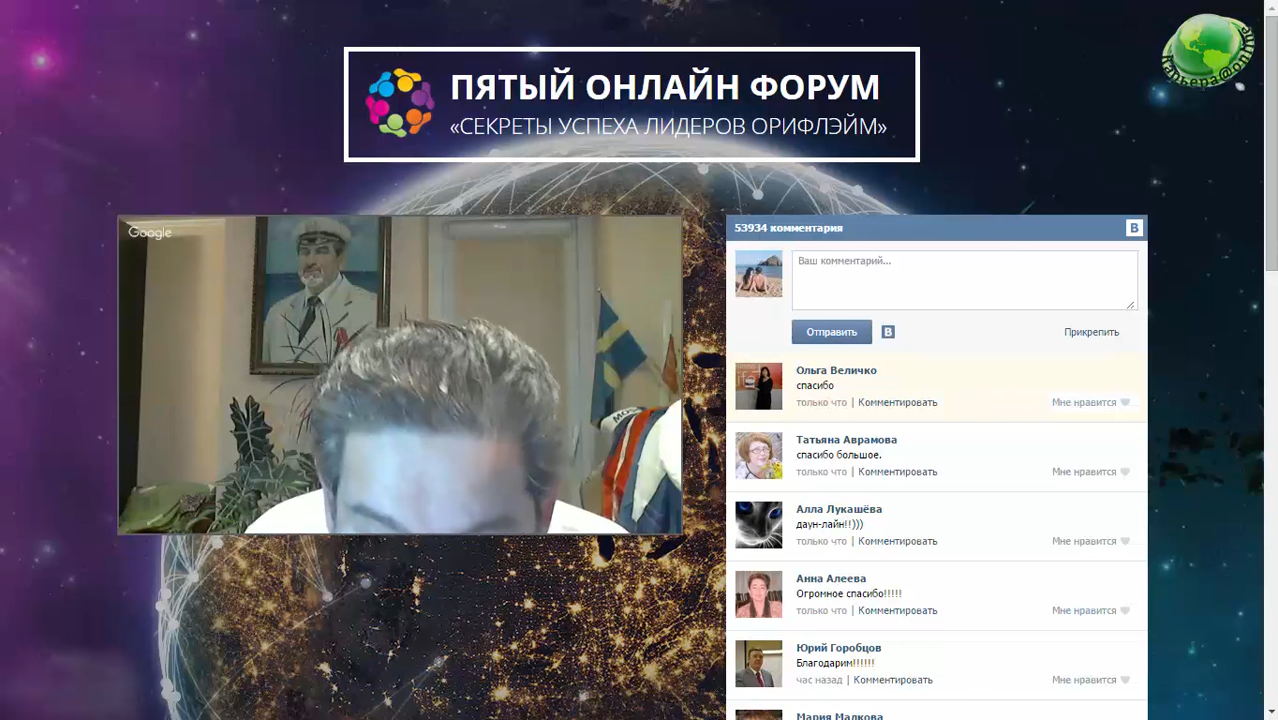 карьера@online
ПЯТЫЙ ОНЛАЙН ФОРУМ
«СЕКРЕТЫ УСПЕХА ЛИДЕРОВ ОРИФЛЭЙМ»
Google
53934 комментария
В
Ваш комментарий...
Отправить
В
Прикрепить
Ольга Величко
спасибо
только что | Комментировать
Мне нравится
Татьяна Аврамова
спасибо большое.
только что | Комментировать
Мне нравится
Алла Лукашёва
даун-лайн!!)))
только что | Комментировать
Мне нравится
Анна Алеева
Огромное спасибо!!!!!
только что | Комментировать
Мне нравится
Юрий Горобцов
Благодарим!!!!!!
час назад | Комментировать
Мне нравится
Мария Малкова